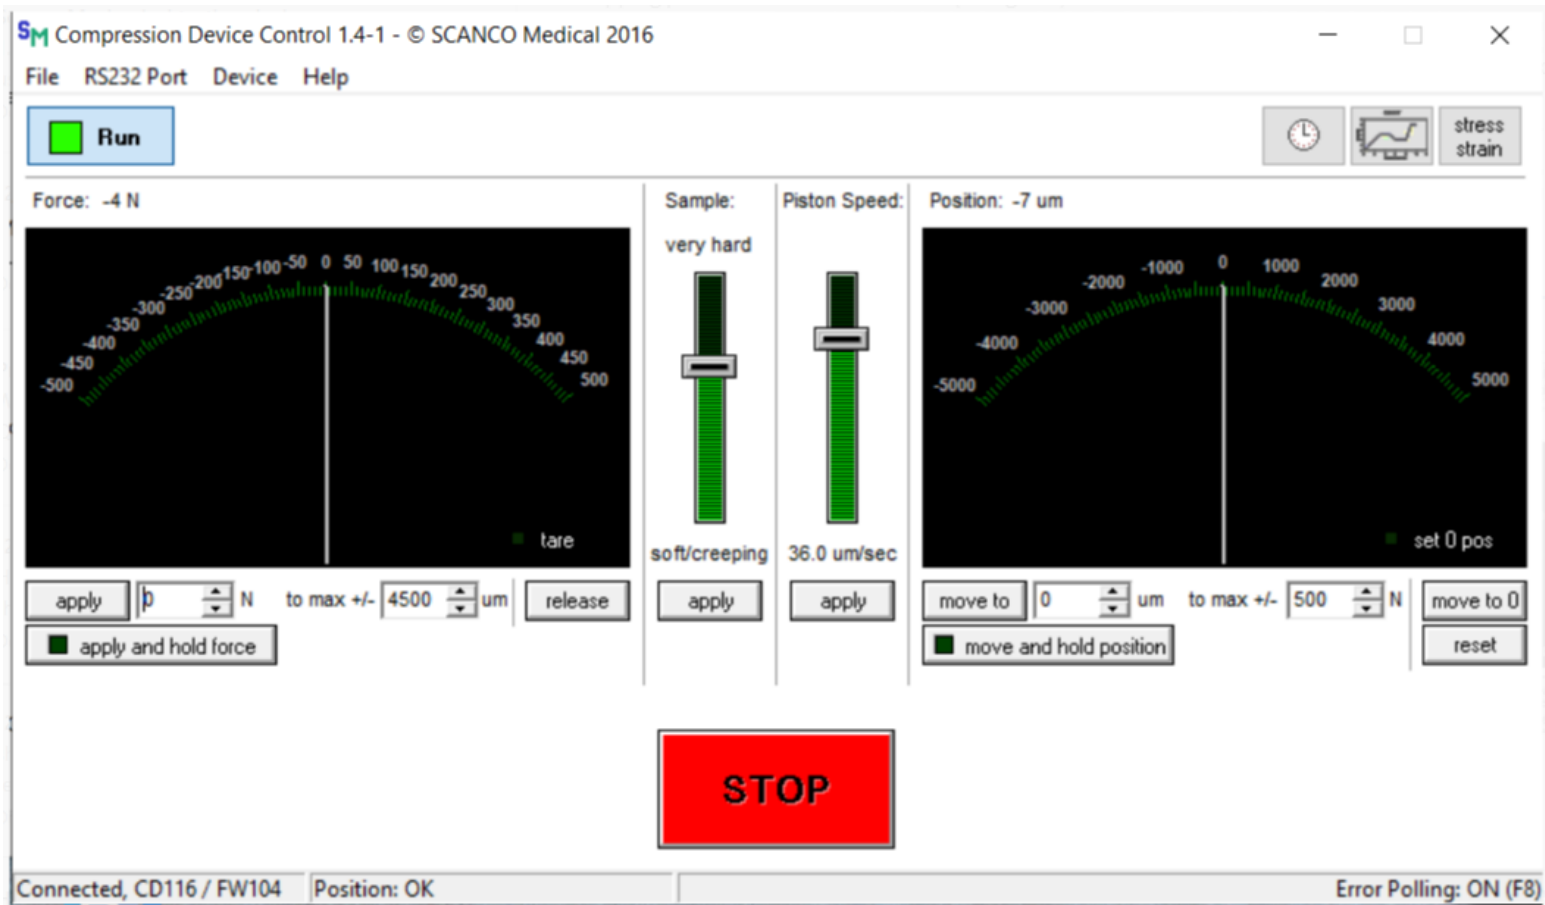 SM Compression Device Control 1.4-1 - © SCANCO Medical 2016
File RS232 Port Device Help
Run
stress
strain
Force: -4 N
Sample:
Piston Speed:
Position: -7 um
very hard
-500 -450 -400 -350 -300 -250 -200 150 -100 -50 0 50 100 150 200 250 300 350 400 450 500
-5000 -4000 -3000 -2000 -1000 0 1000 2000 3000 4000 5000
tare
set 0 pos
soft/creeping
36.0 um/sec
apply 0 N to max +/- 4500 um release
apply
apply
move to 0 um to max +/- 500 N move to 0
apply and hold force
move and hold position
reset
STOP
Connected, CD116 / FW104 Position: OK Error Polling: ON (F8)